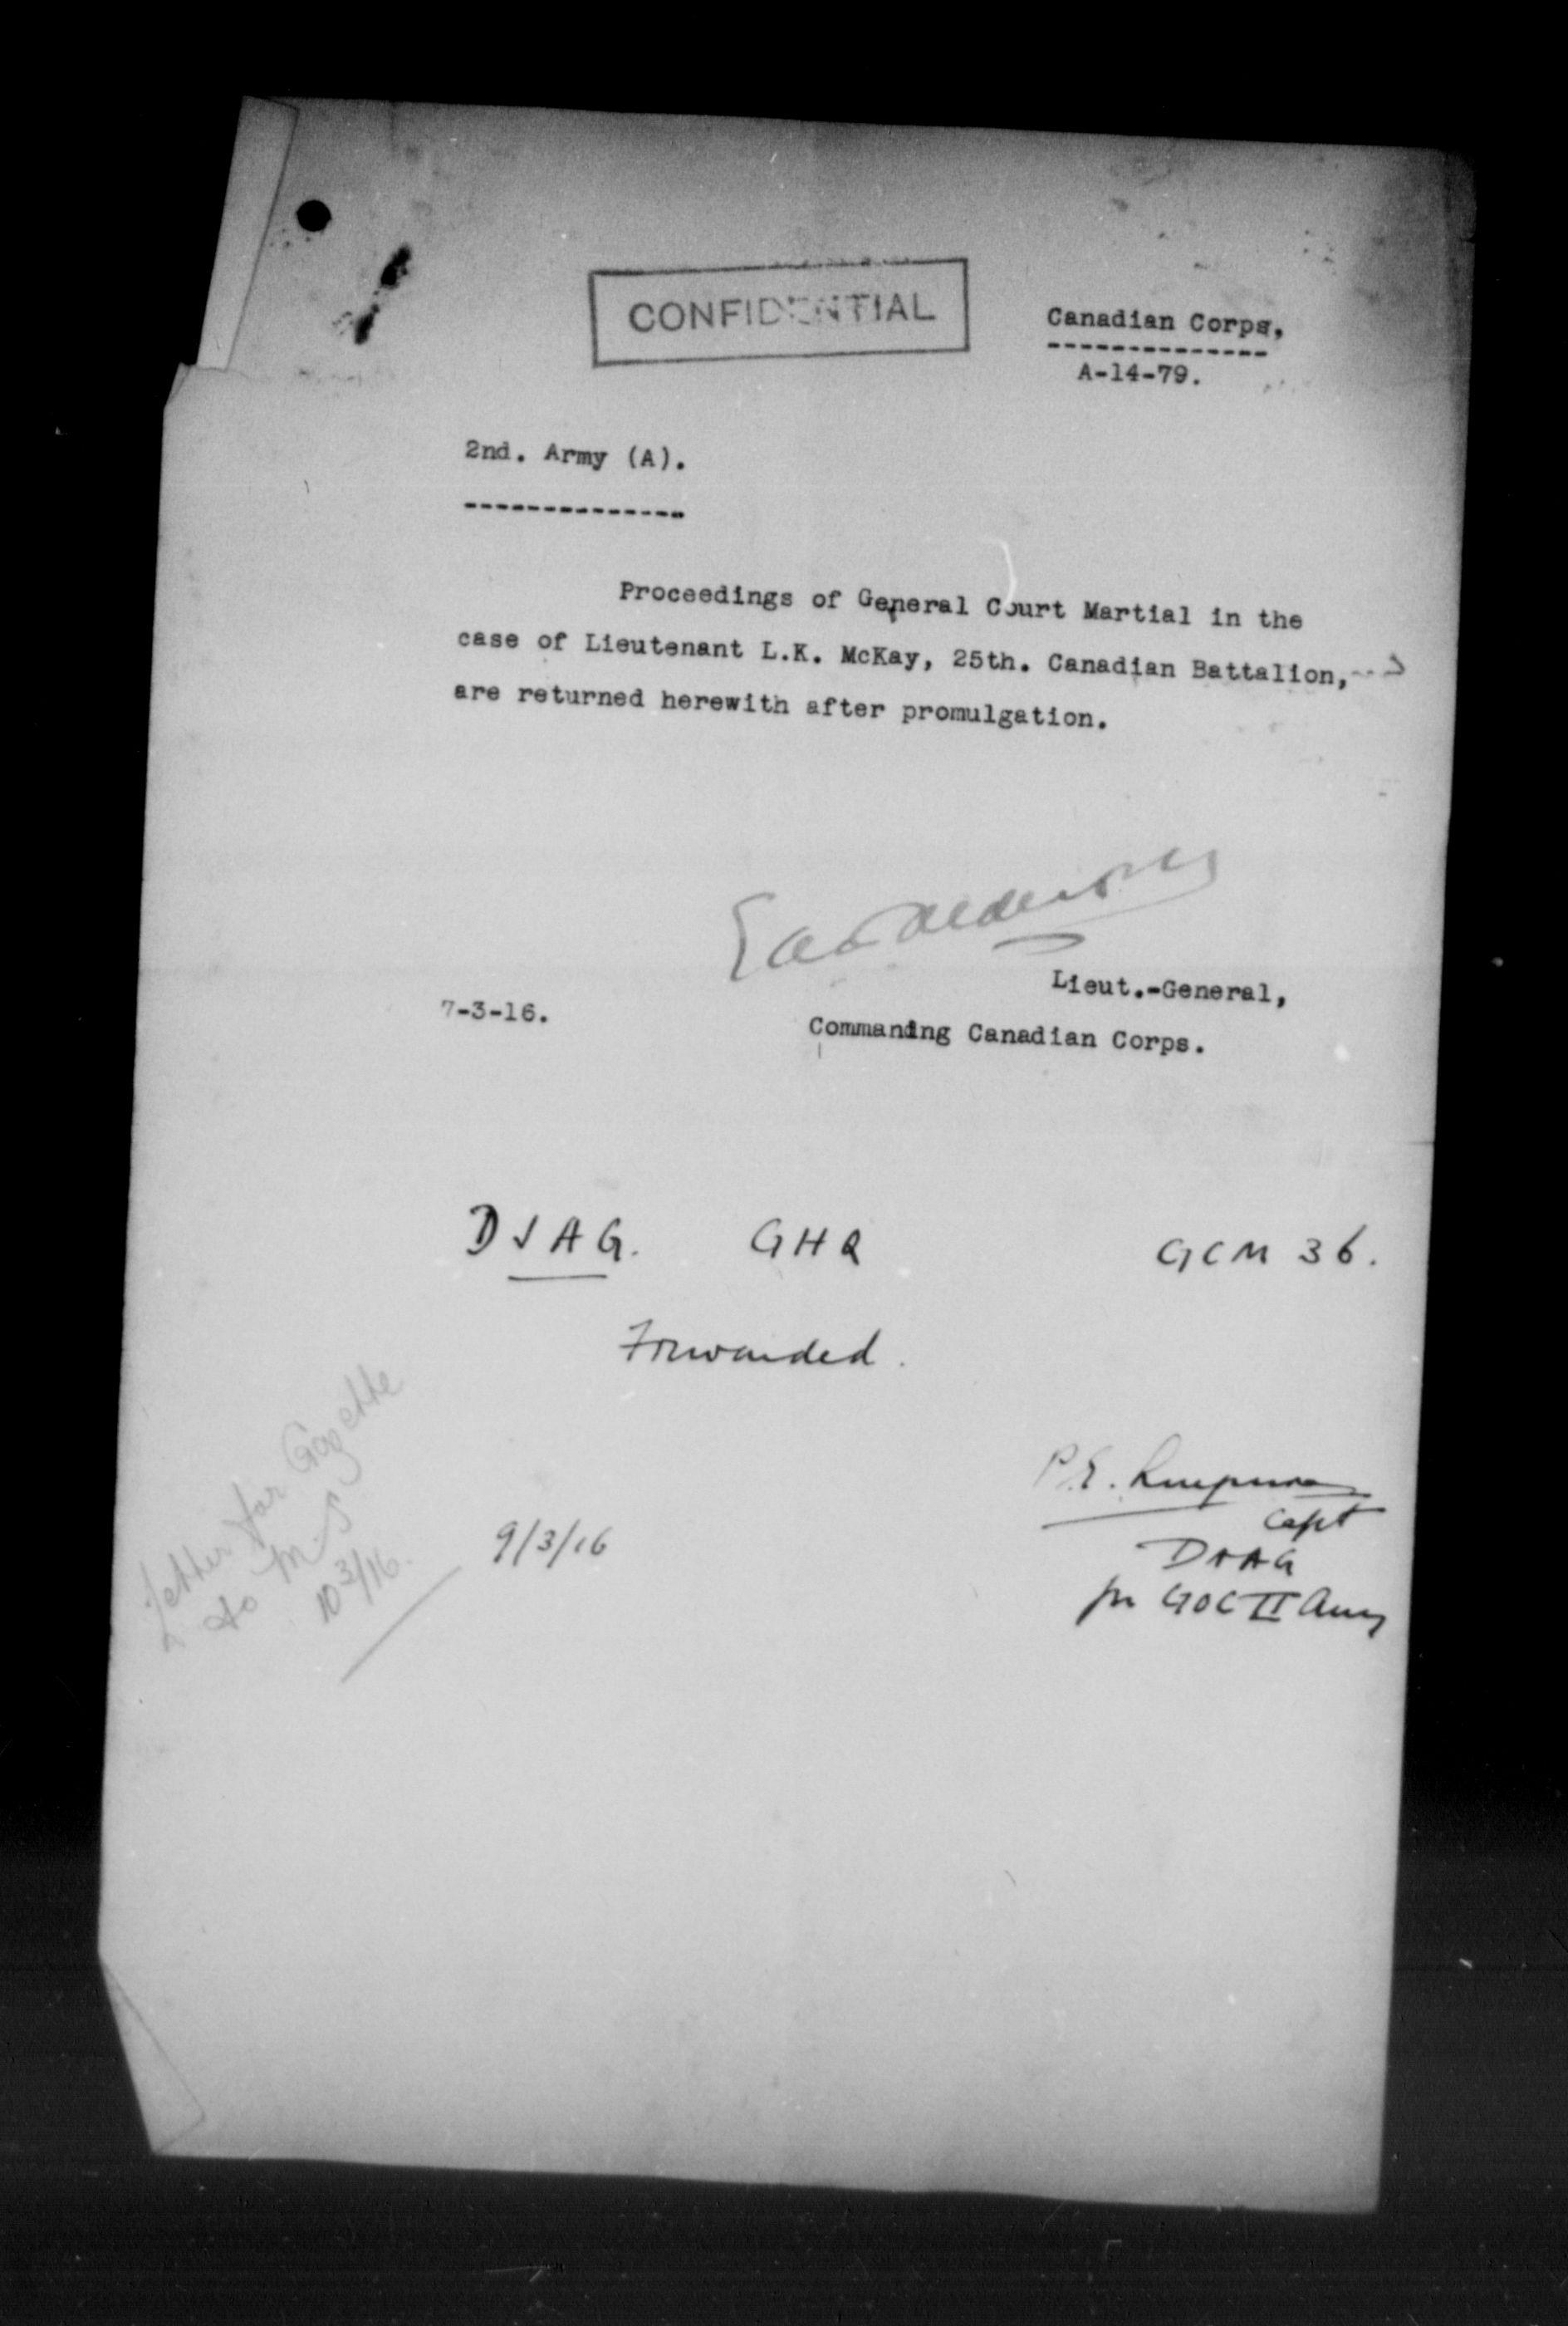 CONFIDENTIAL
Canadian Corps,
A-14-79.
2nd. Army (A).
Proceedings of General Court Martial in the
case of Lieutenant L.K. McKay, 25th. Canadian Battalion,
are returned herewith after promulgation.
Lieut.-General,
7-3-16.
Commaning Canadian Corps.
DJAG. GHQ GCM 36.
Forwarded.
P.E.
Capt
DAAG
for GOC II Army
9/3/16
Letter for Gazette
to M.S
10 3/16.